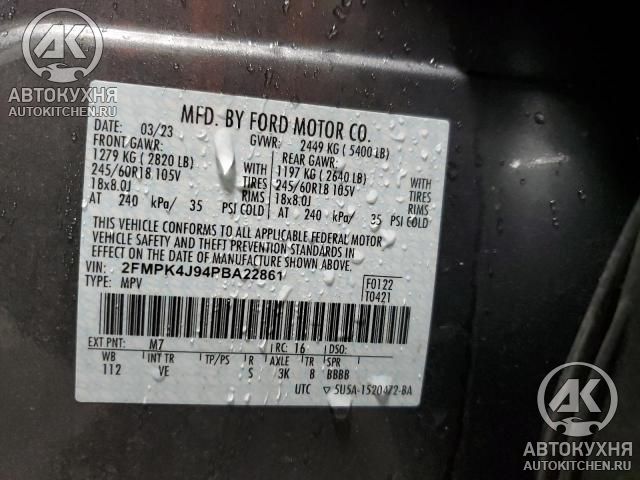 АВТОКУХНЯ
AVTOKITCHEN.RU
АВТОКУХНЯ
AVTOKITCHEN.RU
MFD. BY FORD MOTOR CO.
DATE: 03/23 GVWR: 2449 KG ( 5400 LB)
FRONT GAWR: REAR GAWR:
1279 KG ( 2820 LB) WITH 1197 KG ( 2640 LB) WITH
245/60R18 105V TIRES 245/60R18 105V TIRES
18x8.0J RIMS 18x8.0J RIMS
AT 240 kPa/ 35 PSI COLD AT 240 kPa/ 35 PSI COLD
THIS VEHICLE CONFORMS TO ALL APPLICABLE FEDERAL MOTOR
VEHICLE SAFETY AND THEFT PREVENTION STANDARDS IN
EFFECT ON THE DATE OF MANUFACTURE SHOWN ABOVE.
VIN: 2FMPK4J94PBA22861
TYPE: MPV
F0122
T0421
EXT PNT: M7 RC: 16 DSO:
WB INT TR TP/PS R AXLE TR SPR
112 VE S 3K 8 BBBB
UTC ▽ 5U5A-1520472-BA
АВТОКУХНЯ
AVTOKITCHEN.RU